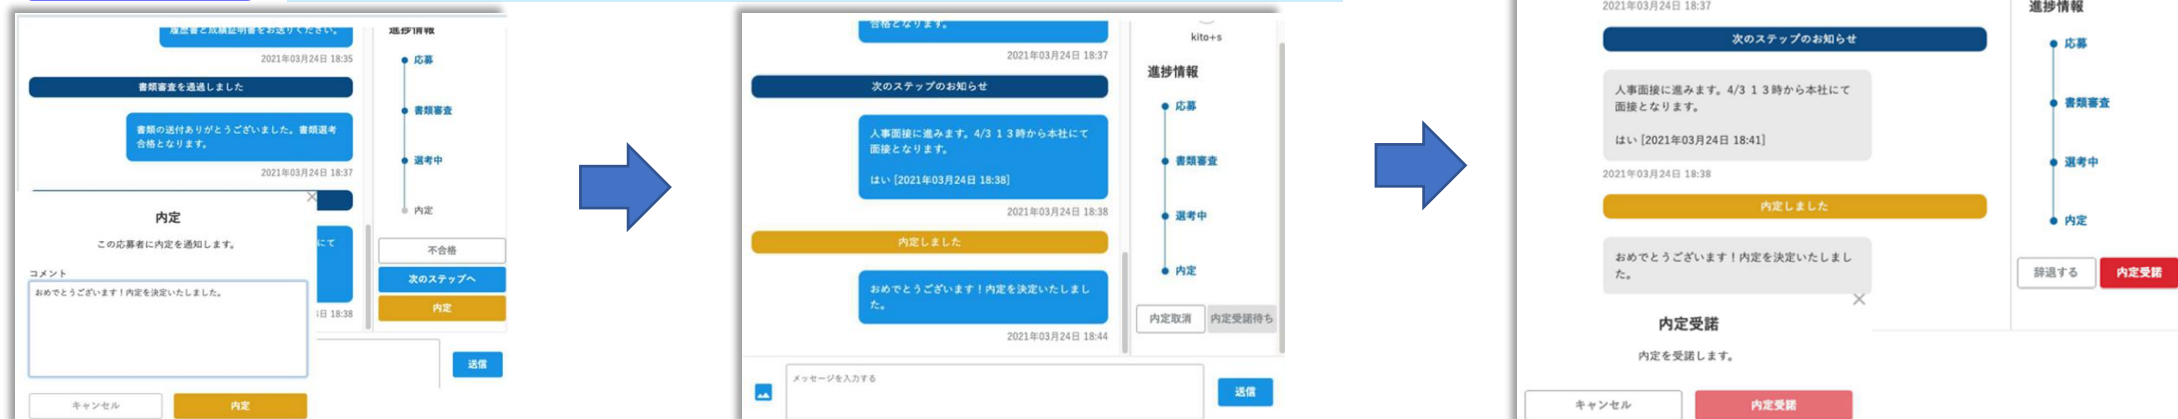 履歴書と成績証明書をお送りください。
2021年03月24日 18:35
書類審査を通過しました
書類の送付ありがとうございました。書類選考
合格となります。
2021年03月24日 18:37
進捗情報
応募
書類審査
選考中
内定
不合格
次のステップへ
内定
にて
18:38
送信
×
内定
この応募者に内定を通知します。
コメント
おめでとうございます！内定を決定いたしました。
キャンセル
内定
合格となります。
2021年03月24日 18:37
次のステップのお知らせ
人事面接に進みます。4/3 １３時から本社にて
面接となります。
はい [2021年03月24日 18:38]
2021年03月24日 18:38
内定しました
おめでとうございます！内定を決定いたしまし
た。
2021年03月24日 18:44
メッセージを入力する
送信
kito+s
進捗情報
応募
書類審査
選考中
内定
内定取消
内定受諾待ち
2021年03月24日 18:37
次のステップのお知らせ
人事面接に進みます。4/3 １３時から本社にて
面接となります。
はい [2021年03月24日 18:41]
2021年03月24日 18:38
内定しました
おめでとうございます！内定を決定いたしまし
た。
進捗情報
応募
書類審査
選考中
内定
辞退する
内定受諾
×
内定受諾
内定を受諾します。
キャンセル
内定受諾